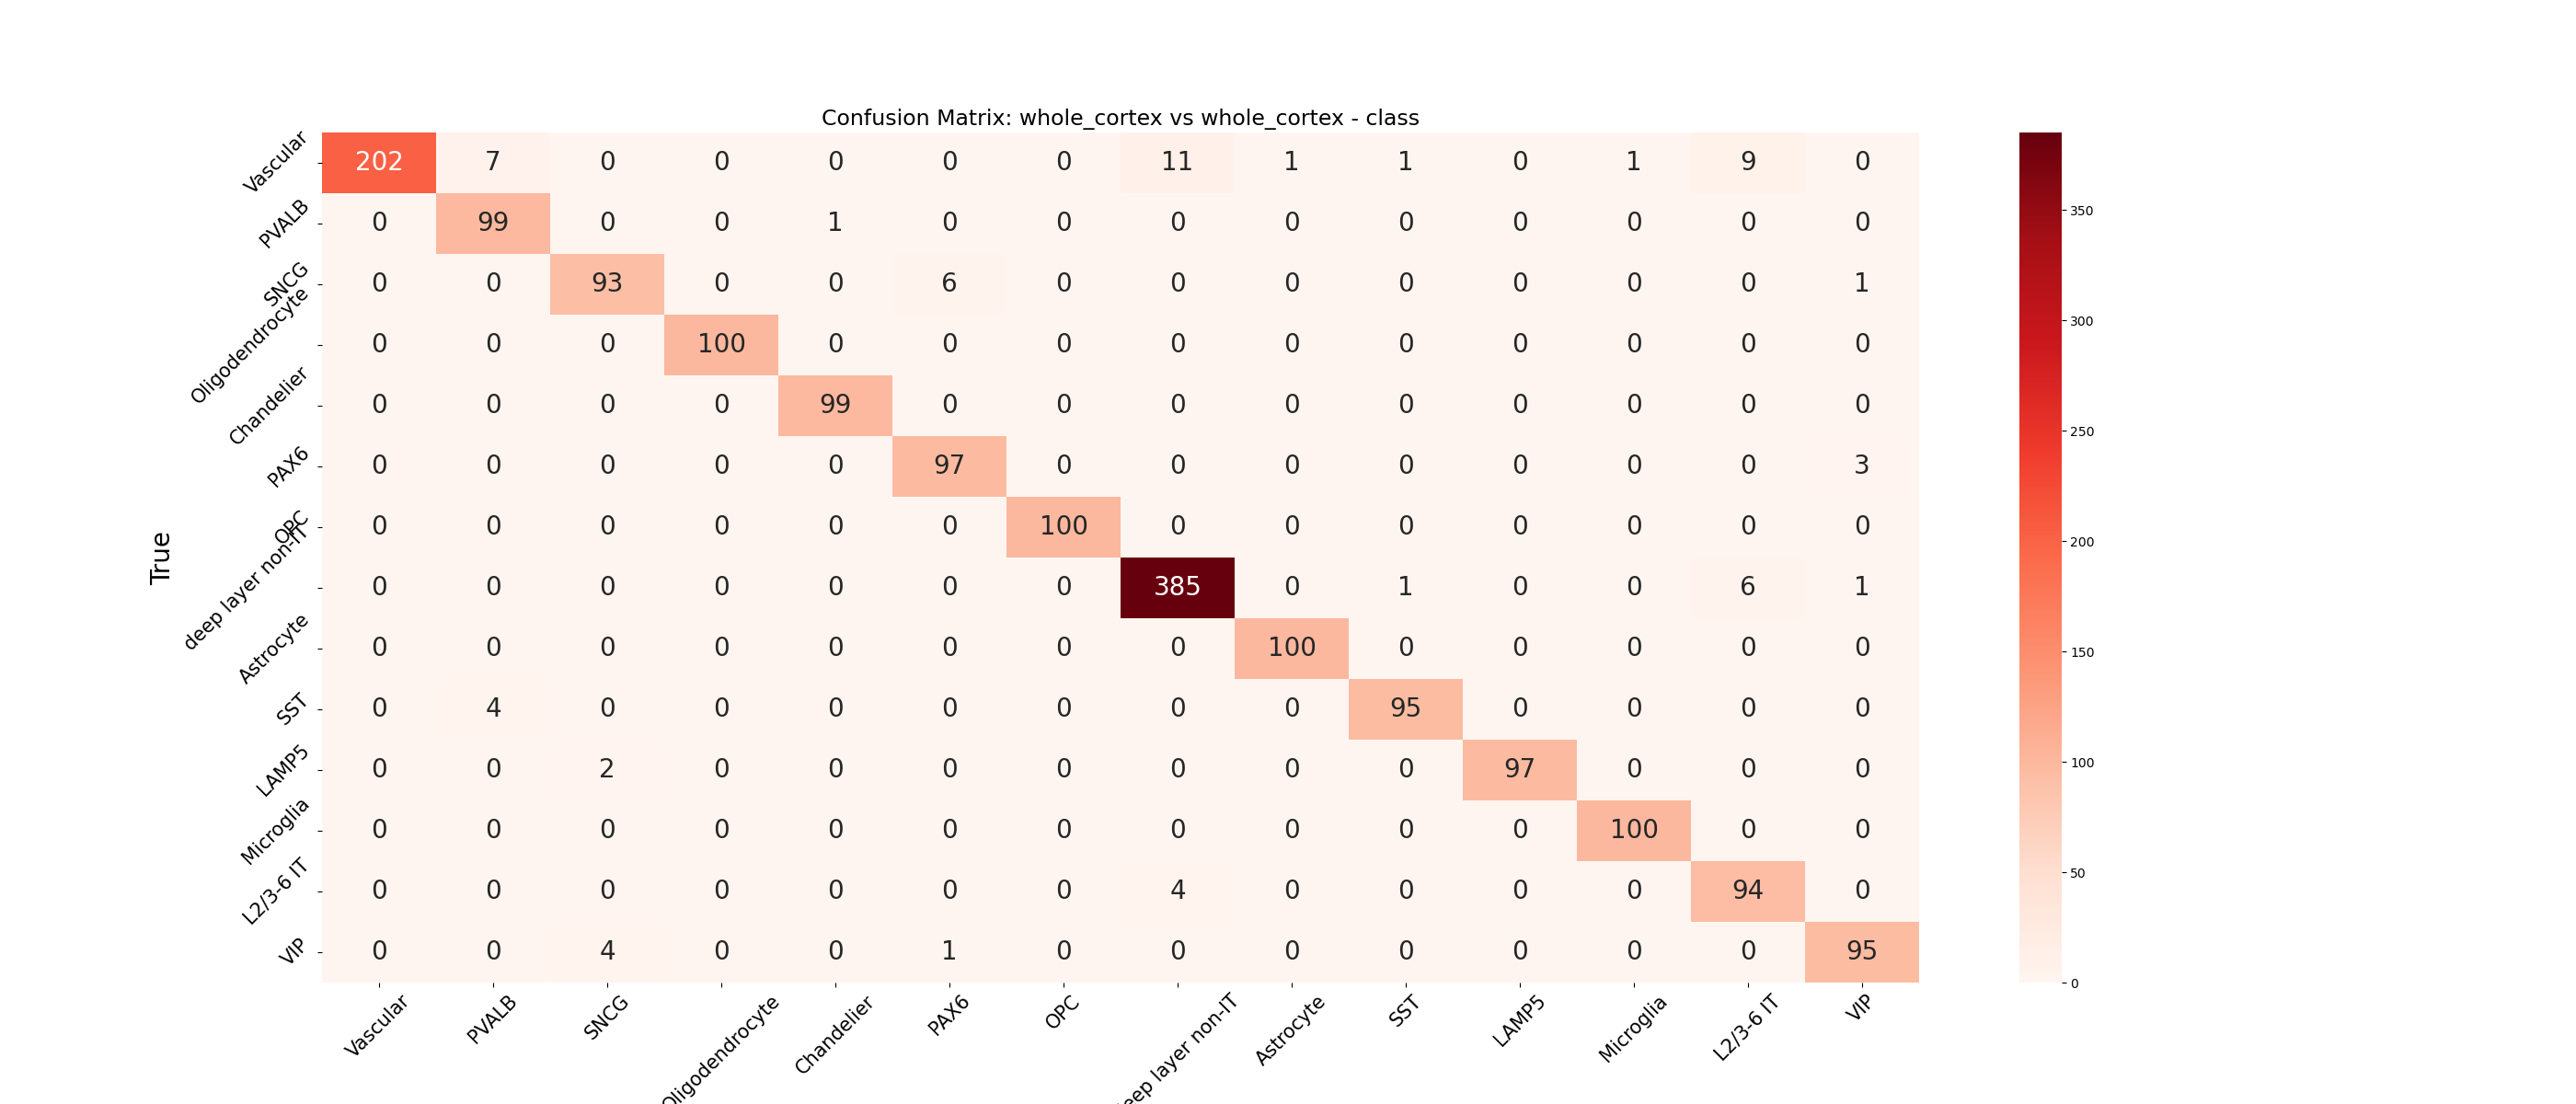 Confusion Matrix: whole_cortex vs whole_cortex - class
True
Vascular 202 7 0 0 0 0 0 11 1 1 0 1 9 0
PVALB 0 99 0 0 1 0 0 0 0 0 0 0 0 0
SNCG 0 0 93 0 0 6 0 0 0 0 0 0 0 1
Oligodendrocyte 0 0 0 100 0 0 0 0 0 0 0 0 0 0
Chandelier 0 0 0 0 99 0 0 0 0 0 0 0 0 0
PAX6 0 0 0 0 0 97 0 0 0 0 0 0 0 3
OPC 0 0 0 0 0 0 100 0 0 0 0 0 0 0
deep layer non-IT 0 0 0 0 0 0 0 385 0 1 0 0 6 1
Astrocyte 0 0 0 0 0 0 0 0 100 0 0 0 0 0
SST 0 4 0 0 0 0 0 0 0 95 0 0 0 0
LAMP5 0 0 2 0 0 0 0 0 0 0 97 0 0 0
Microglia 0 0 0 0 0 0 0 0 0 0 0 100 0 0
L2/3-6 IT 0 0 0 0 0 0 0 4 0 0 0 0 94 0
VIP 0 0 4 0 0 1 0 0 0 0 0 0 0 95
Vascular PVALB SNCG Oligodendrocyte Chandelier PAX6 OPC eep layer non-IT Astrocyte SST LAMP5 Microglia L2/3-6 IT VIP
350
300
250
200
150
100
50
0